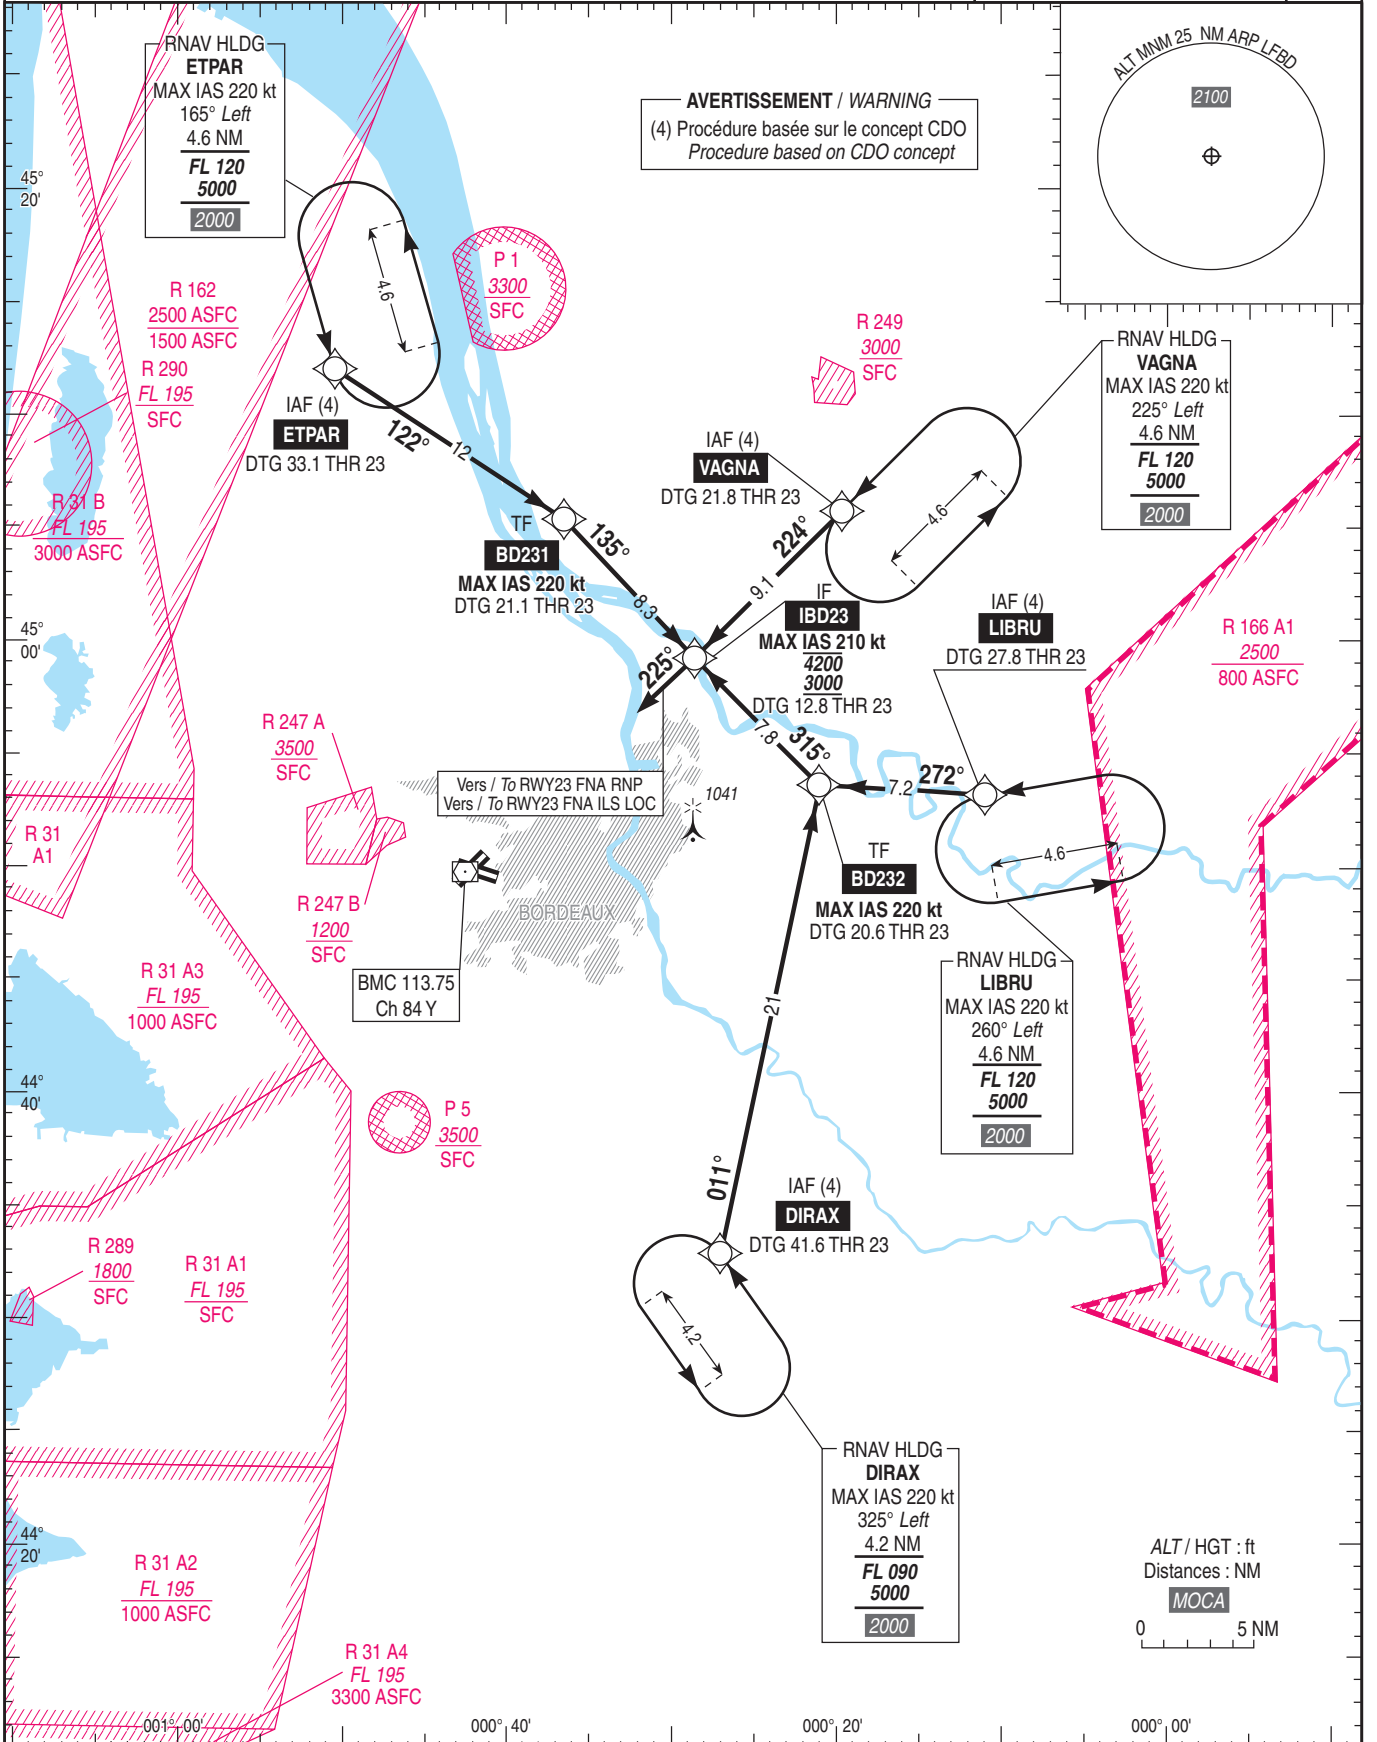 RNAV HLDG
ETPAR
MAX IAS 220 kt
165° Left
4.6 NM
FL 120
5000
2000
AVERTISSEMENT / WARNING
(4) Procédure basée sur le concept CDO
Procedure based on CDO concept
ALT MNM 25 NM ARP LFBD
2100
45°
20'
4.6
P 1
3300
SFC
R 162
2500 ASFC
1500 ASFC
R 290
FL 195
SFC
R 249
3000
SFC
RNAV HLDG
VAGNA
MAX IAS 220 kt
225° Left
4.6 NM
FL 120
5000
2000
IAF (4)
ETPAR
DTG 33.1 THR 23
122°
12
IAF (4)
VAGNA
DTG 21.8 THR 23
4.6
R 31 B
FL 195
3000 ASFC
TF
BD231
MAX IAS 220 kt
DTG 21.1 THR 23
135°
8.3
224°
9.1
IF
IBD23
MAX IAS 210 kt
4200
3000
DTG 12.8 THR 23
IAF (4)
LIBRU
DTG 27.8 THR 23
R 166 A1
2500
800 ASFC
45°
00'
225°
R 247 A
3500
SFC
7.8
315°
7.2
272°
Vers / To RWY23 FNA RNP
Vers / To RWY23 FNA ILS LOC
1041
R 31
A1
4.6
TF
BD232
MAX IAS 220 kt
DTG 20.6 THR 23
R 247 B
1200
SFC
BORDEAUX
BMC 113.75
Ch 84 Y
R 31 A3
FL 195
1000 ASFC
RNAV HLDG
LIBRU
MAX IAS 220 kt
260° Left
4.6 NM
FL 120
5000
2000
21
44°
40'
P 5
3500
SFC
011°
IAF (4)
DIRAX
DTG 41.6 THR 23
R 289
1800
SFC
R 31 A1
FL 195
SFC
4.2
RNAV HLDG
DIRAX
MAX IAS 220 kt
325° Left
4.2 NM
FL 090
5000
2000
44°
20'
R 31 A2
FL 195
1000 ASFC
ALT / HGT : ft
Distances : NM
MOCA
0 5 NM
R 31 A4
FL 195
3300 ASFC
001° 00'
000° 40'
000° 20'
000° 00'